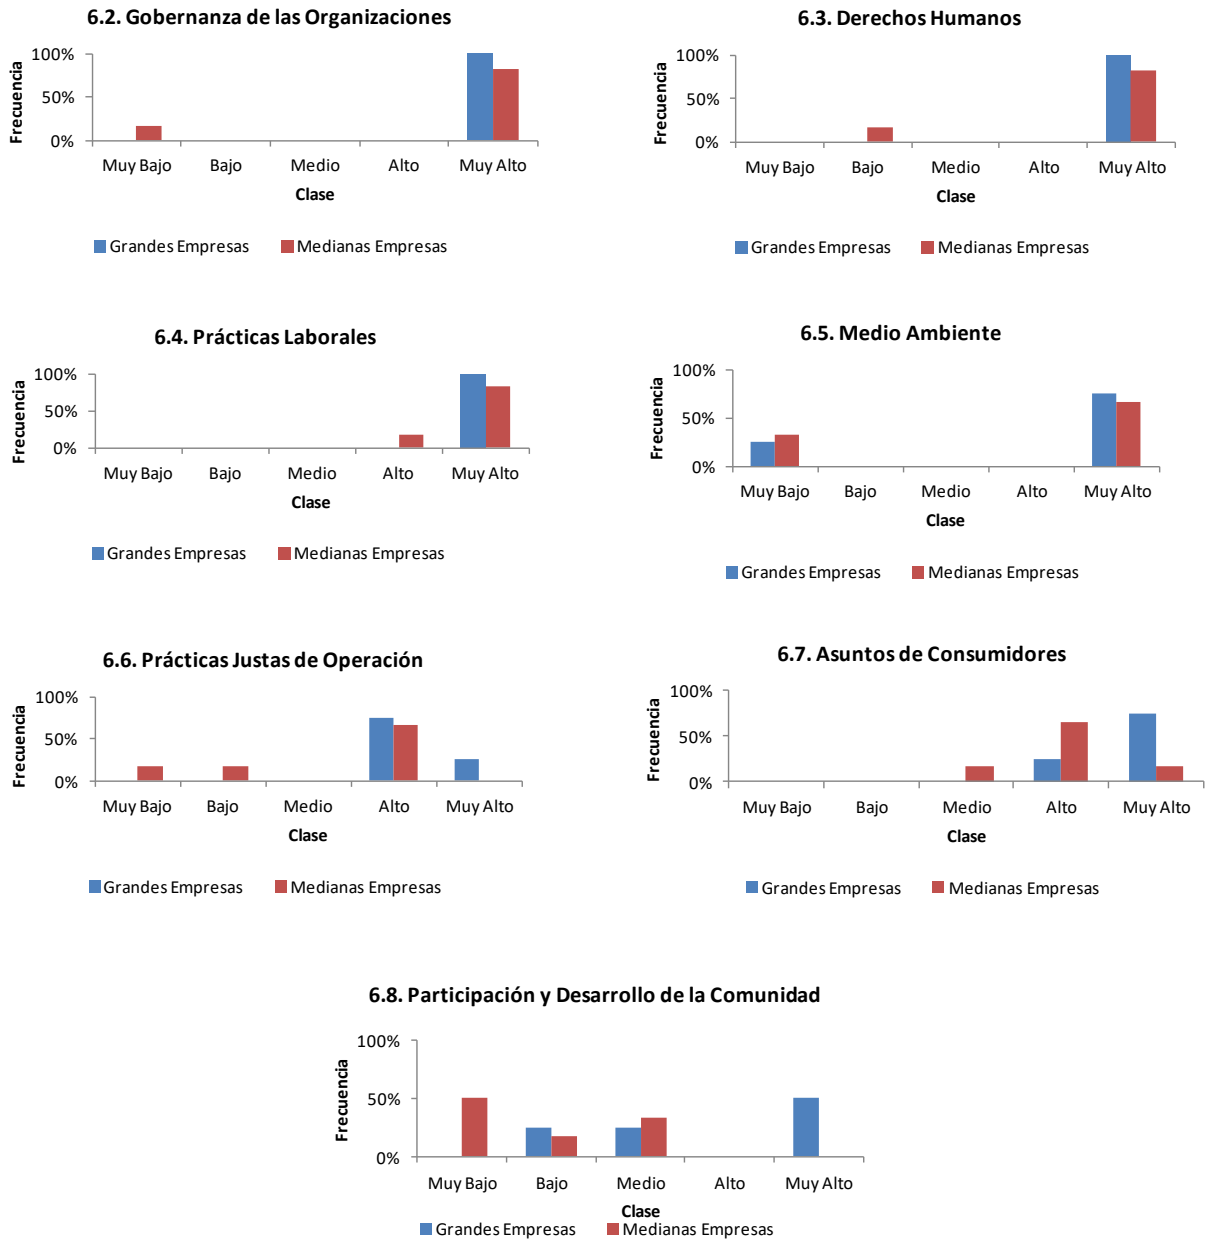 6.2. Gobernanza de las Organizaciones
Frecuencia
100%
50%
0%
Muy Bajo Bajo Medio Alto Muy Alto
Clase
Grandes Empresas Medianas Empresas
6.3. Derechos Humanos
Frecuencia
100%
50%
0%
Muy Bajo Bajo Medio Alto Muy Alto
Clase
Grandes Empresas Medianas Empresas
6.4. Prácticas Laborales
Frecuencia
100%
50%
0%
Muy Bajo Bajo Medio Alto Muy Alto
Clase
Grandes Empresas Medianas Empresas
6.5. Medio Ambiente
Frecuencia
100%
50%
0%
Muy Bajo Bajo Medio Alto Muy Alto
Clase
Grandes Empresas Medianas Empresas
6.6. Prácticas Justas de Operación
Frecuencia
100%
50%
0%
Muy Bajo Bajo Medio Alto Muy Alto
Clase
Grandes Empresas Medianas Empresas
6.7. Asuntos de Consumidores
Frecuencia
100%
50%
0%
Muy Bajo Bajo Medio Alto Muy Alto
Clase
Grandes Empresas Medianas Empresas
6.8. Participación y Desarrollo de la Comunidad
Frecuencia
100%
50%
0%
Muy Bajo Bajo Medio Alto Muy Alto
Clase
Grandes Empresas Medianas Empresas